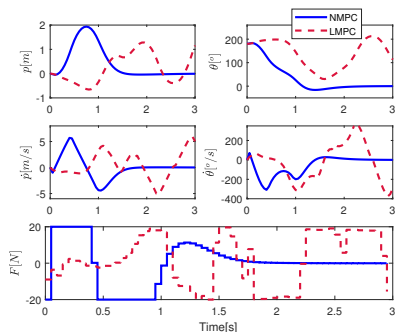 NMPC
LMPC
p[m]
2
1
0
-1
0 1 2 3
θ[°]
200
100
0
0 1 2 3
ṗ[m/s]
5
0
-5
0 1 2 3
θ̇[°/s]
200
0
-200
-400
0 1 2 3
F[N]
20
0
-20
0 0.5 1 1.5 2 2.5 3
Time[s]